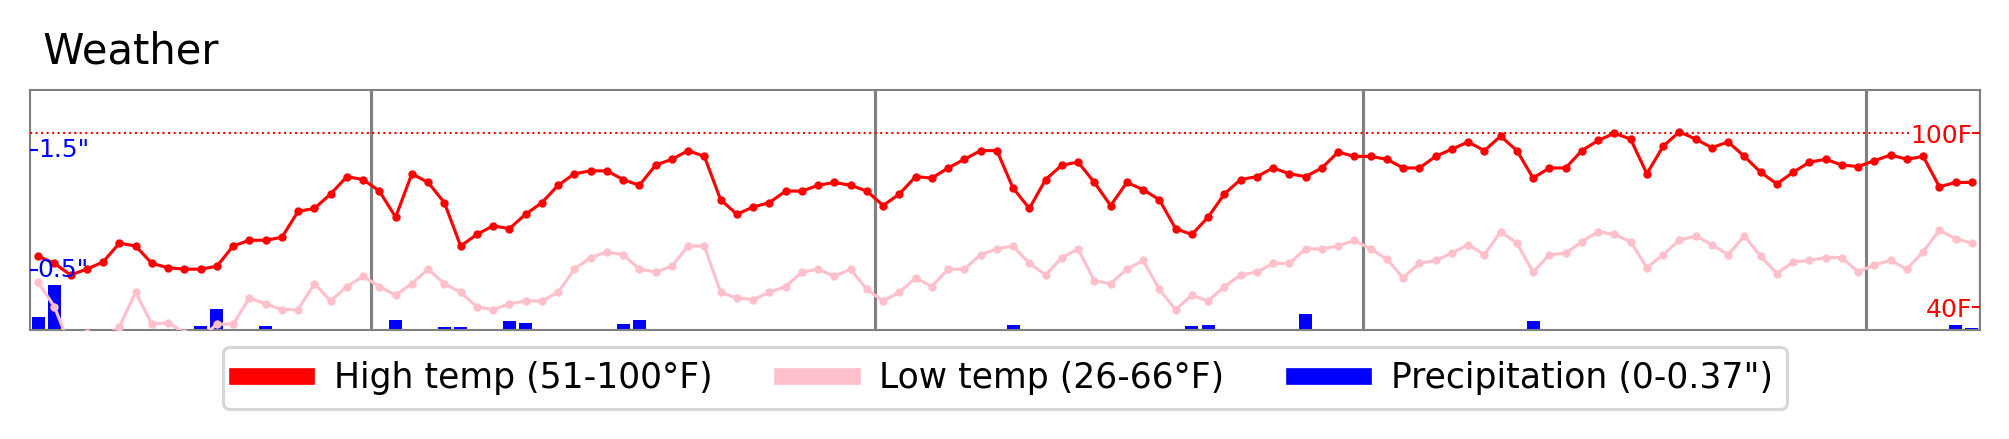 Weather
1.5"
100F
0.5"
40F
High temp (51-100°F)
Low temp (26-66°F)
Precipitation (0-0.37")